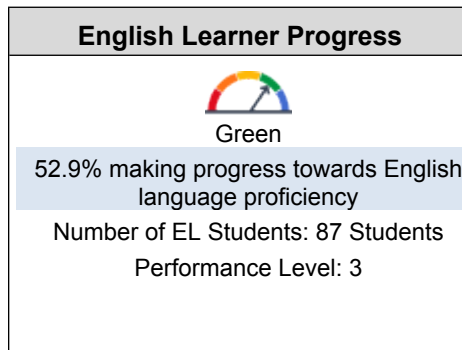 English Learner Progress
Green
52.9% making progress towards English
language proficiency
Number of EL Students: 87 Students
Performance Level: 3